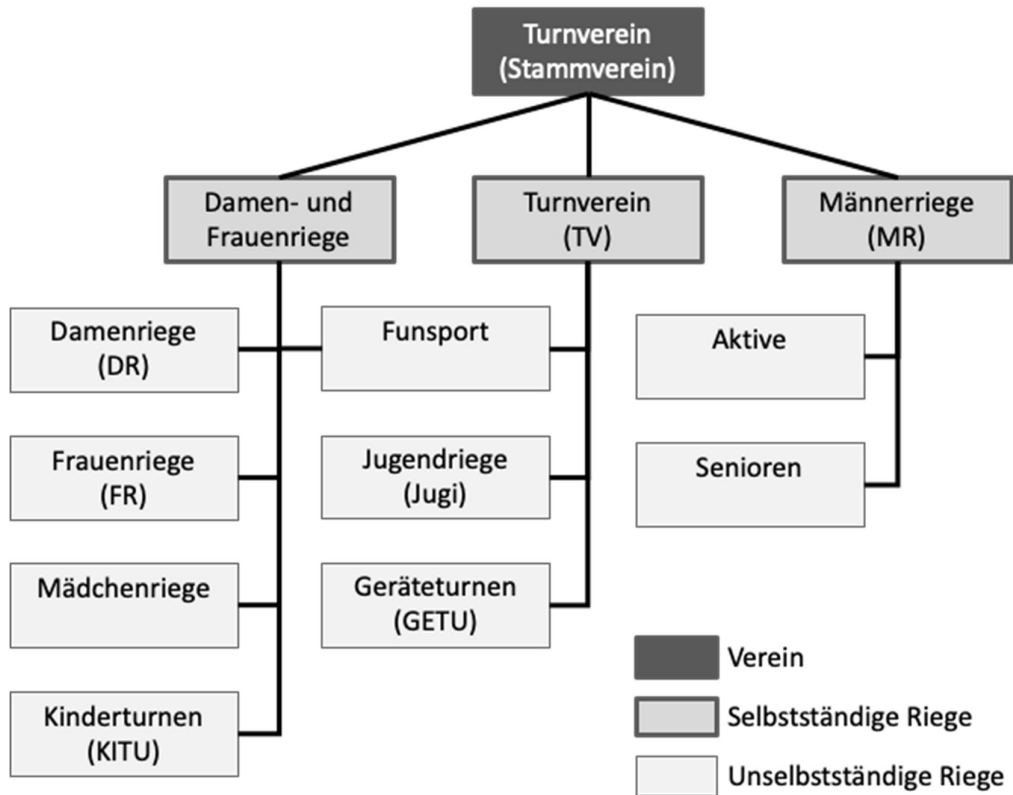 Turnverein
(Stammverein)
Damen- und
Frauenriege
Turnverein
(TV)
Männerriege
(MR)
Damenriege
(DR)
Funsport
Aktive
Frauenriege
(FR)
Jugendriege
(Jugi)
Senioren
Mädchenriege
Geräteturnen
(GETU)
Kinderturnen
(KITU)
Verein
Selbstständige Riege
Unselbstständige Riege